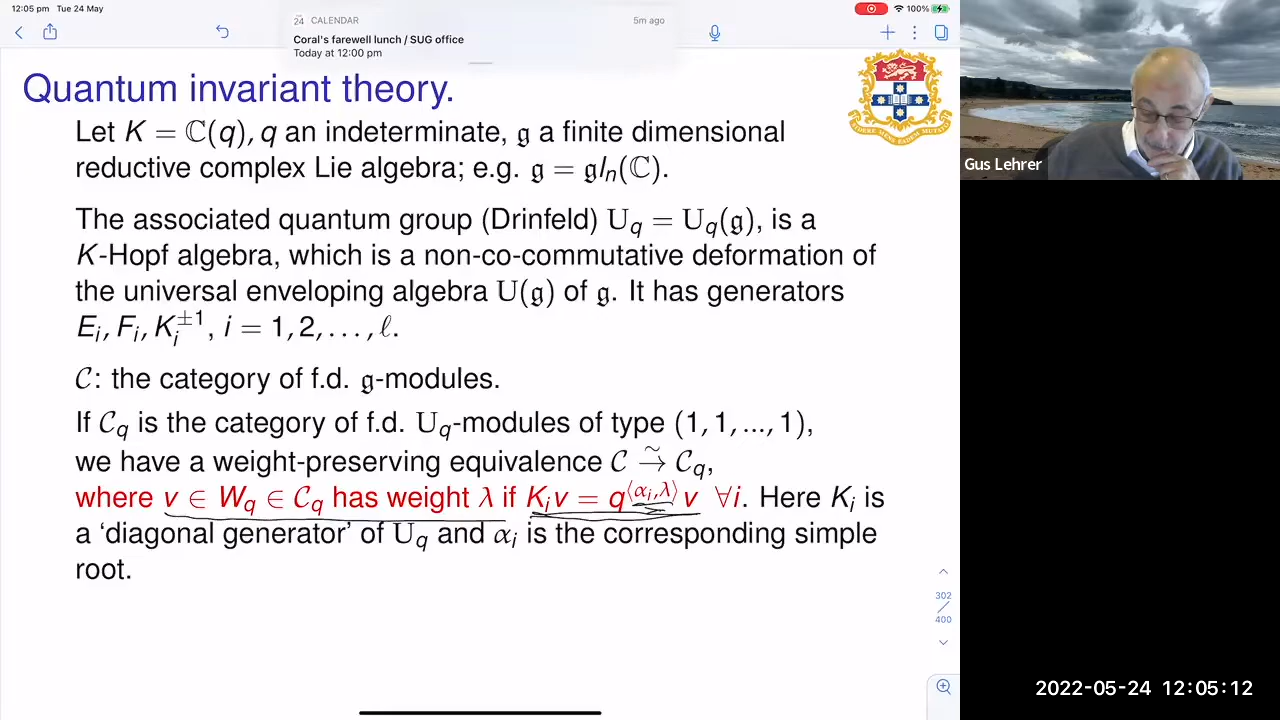 12:05 pm Tue 24 May
100%
24 CALENDAR
5m ago
Coral's farewell lunch / SUG office
Today at 12:00 pm
Quantum invariant theory.
Let K = ℂ(q), q an indeterminate, 𝔤 a finite dimensional
reductive complex Lie algebra; e.g. 𝔤 = 𝔤lₙ(ℂ).
The associated quantum group (Drinfeld) U_q = U_q(𝔤), is a
K-Hopf algebra, which is a non-co-commutative deformation of
the universal enveloping algebra U(𝔤) of 𝔤. It has generators
E_i, F_i, K_i^{±1}, i = 1, 2, . . . , ℓ.
𝒞: the category of f.d. 𝔤-modules.
If 𝒞_q is the category of f.d. U_q-modules of type (1, 1, ..., 1),
we have a weight-preserving equivalence 𝒞 →̃ 𝒞_q,
where v ∈ W_q ∈ 𝒞_q has weight λ if K_i v = q^{⟨α_i,λ⟩} v ∀i. Here K_i is
a ‘diagonal generator’ of U_q and α_i is the corresponding simple
root.
302
/
400
Gus Lehrer
2022-05-24 12:05:12